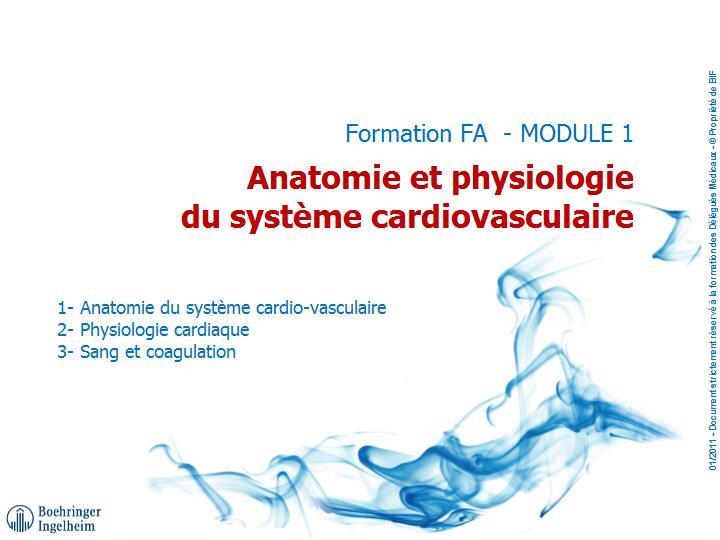 Formation FA  - MODULE 1
Anatomie et physiologie
du système cardiovasculaire
1- Anatomie du système cardio-vasculaire
2- Physiologie cardiaque
3- Sang et coagulation
Boehringer
Ingelheim
01/2011 - Document strictement réservé à la formation des Délégués Médicaux - © Propriété de BIF